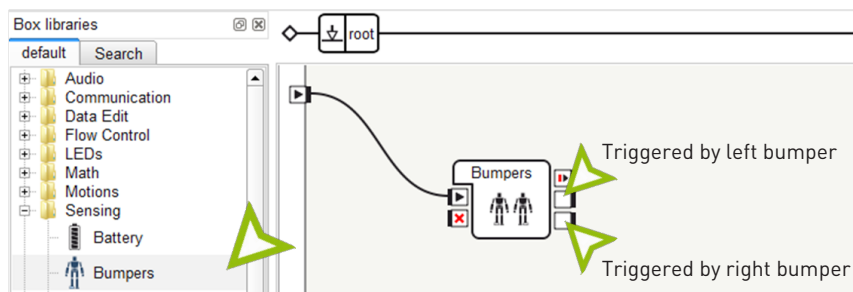 Box libraries
default Search
Audio
Communication
Data Edit
Flow Control
LEDs
Math
Motions
Sensing
Battery
Bumpers
root
Bumpers
Triggered by left bumper
Triggered by right bumper